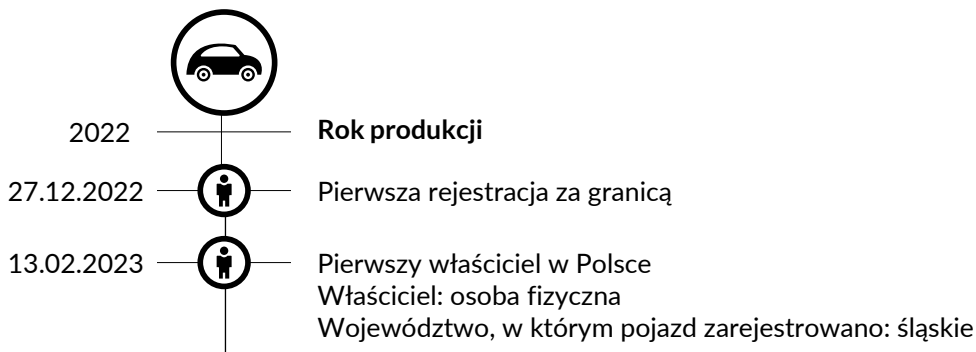 2022 Rok produkcji
27.12.2022 Pierwsza rejestracja za granicą
13.02.2023 Pierwszy właściciel w Polsce
Właściciel: osoba fizyczna
Województwo, w którym pojazd zarejestrowano: śląskie